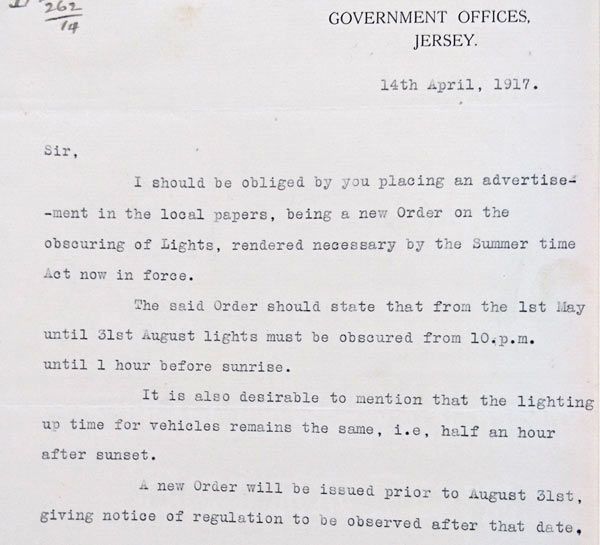 262
14
GOVERNMENT OFFICES,
JERSEY.
14th April, 1917.
Sir,
I should be obliged by you placing an advertise-
-ment in the local papers, being a new Order on the
obscuring of Lights, rendered necessary by the Summer time
Act now in force.
The said Order should state that from the 1st May
until 31st August lights must be obscured from 10.p.m.
until 1 hour before sunrise.
It is also desirable to mention that the lighting
up time for vehicles remains the same, i.e, half an hour
after sunset.
A new Order will be issued prior to August 31st,
giving notice of regulation to be observed after that date.